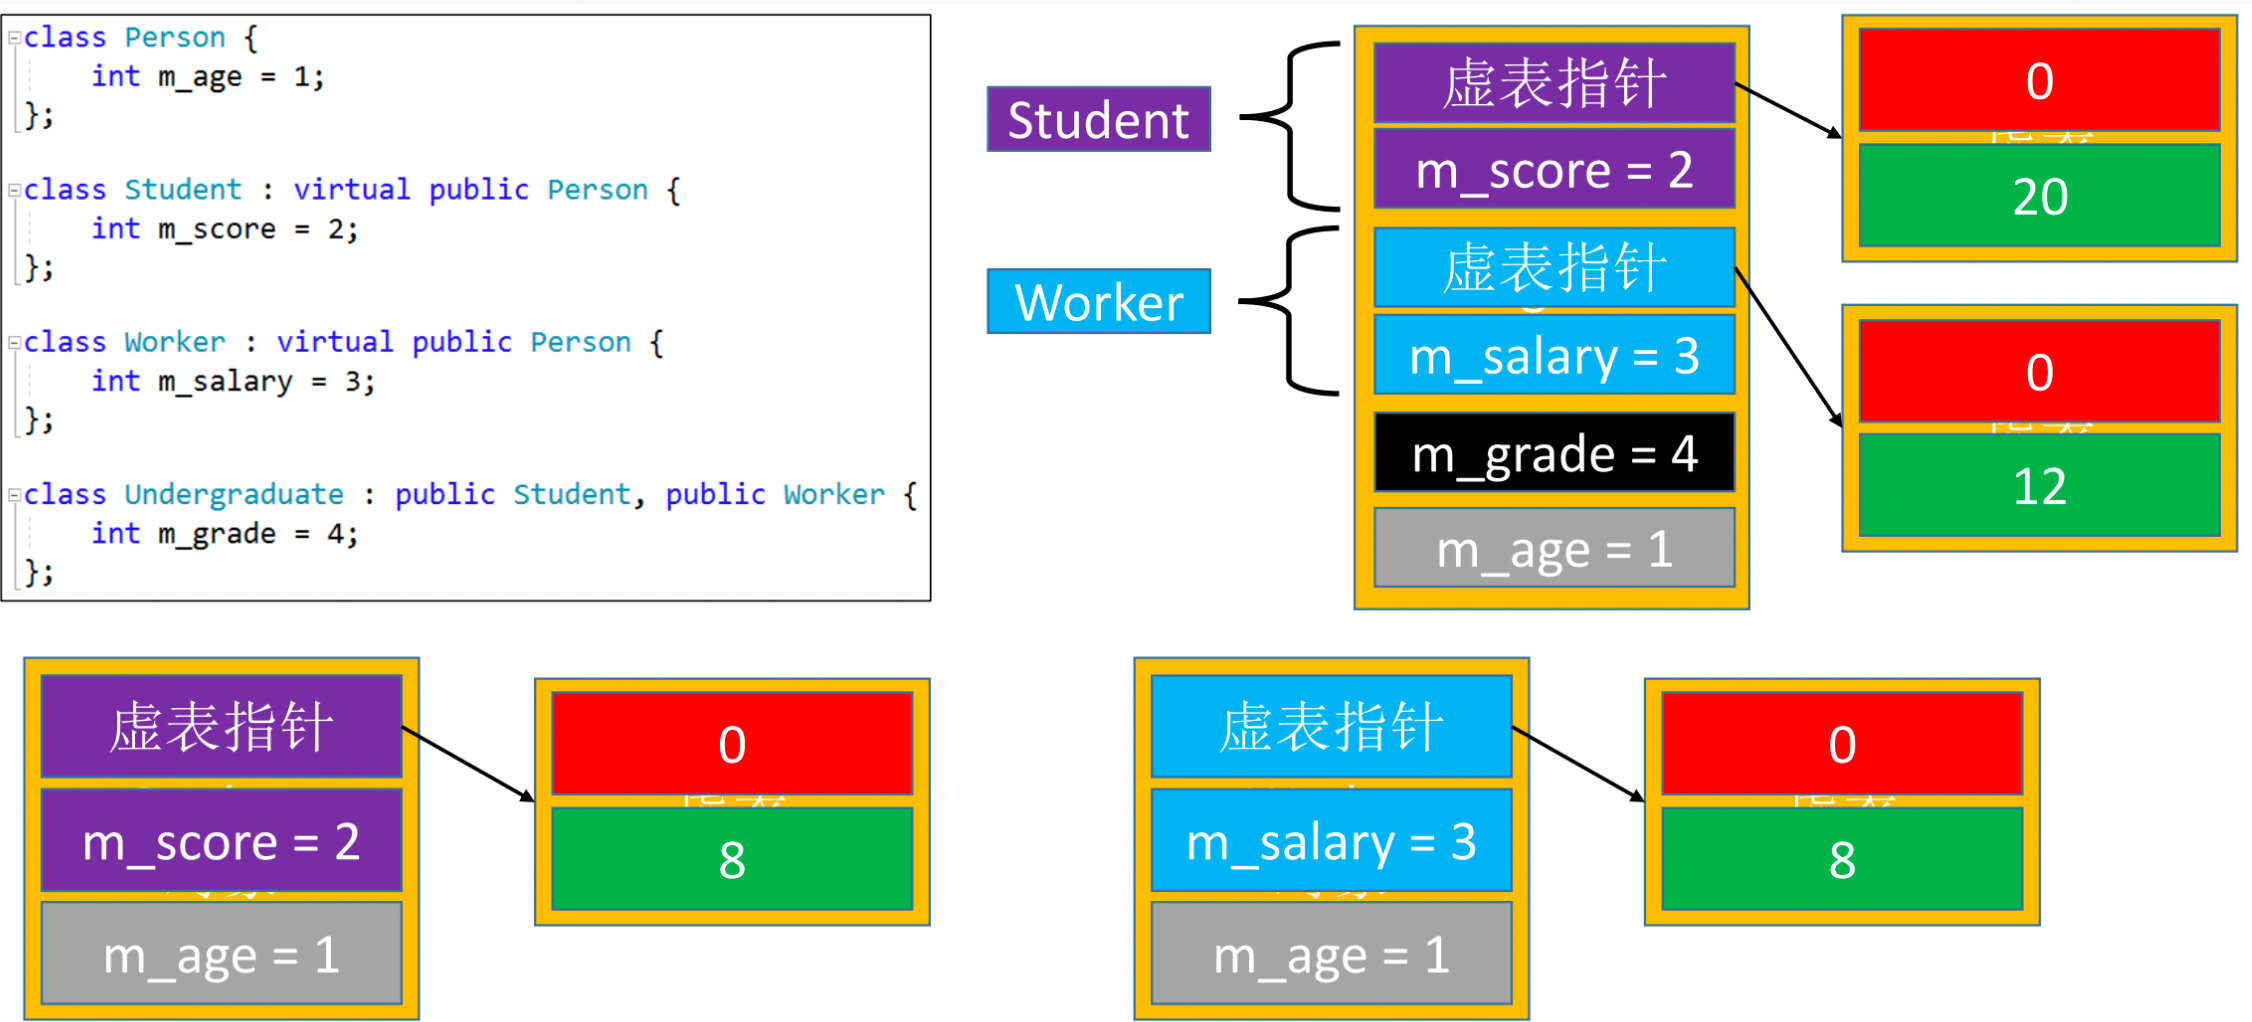 class Person {
int m_age = 1;
};
class Student : virtual public Person {
int m_score = 2;
};
class Worker : virtual public Person {
int m_salary = 3;
};
class Undergraduate : public Student, public Worker {
int m_grade = 4;
};
Student
Worker
虚表指针
m_score = 2
虚表指针
m_salary = 3
m_grade = 4
m_age = 1
0
20
0
12
虚表指针
m_score = 2
m_age = 1
0
8
虚表指针
m_salary = 3
m_age = 1
0
8